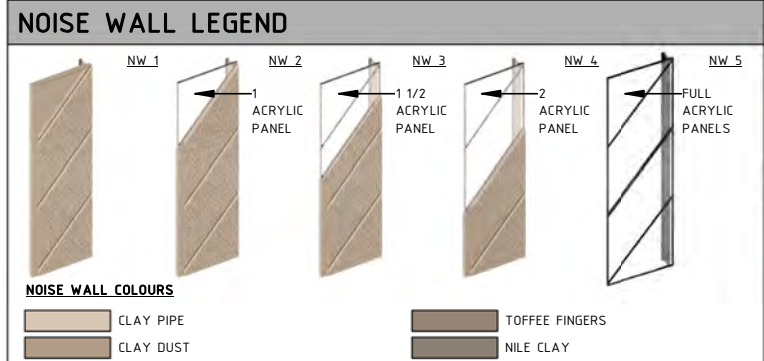 NOISE WALL LEGEND
NW 1
NW 2
NW 3
NW 4
NW 5
1
ACRYLIC
PANEL
1 1/2
ACRYLIC
PANEL
2
ACRYLIC
PANEL
FULL
ACRYLIC
PANELS
NOISE WALL COLOURS
CLAY PIPE
TOFFEE FINGERS
CLAY DUST
NILE CLAY